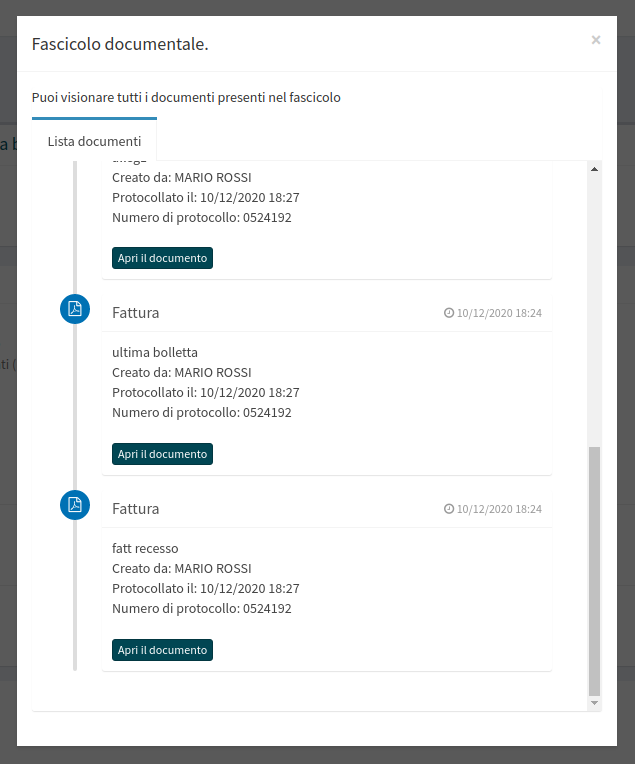 Fascicolo documentale.
×
Puoi visionare tutti i documenti presenti nel fascicolo
Lista documenti
Creato da: MARIO ROSSI
Protocollato il: 10/12/2020 18:27
Numero di protocollo: 0524192
Apri il documento
Fattura
10/12/2020 18:24
ultima bolletta
Creato da: MARIO ROSSI
Protocollato il: 10/12/2020 18:27
Numero di protocollo: 0524192
Apri il documento
Fattura
10/12/2020 18:24
fatt recesso
Creato da: MARIO ROSSI
Protocollato il: 10/12/2020 18:27
Numero di protocollo: 0524192
Apri il documento